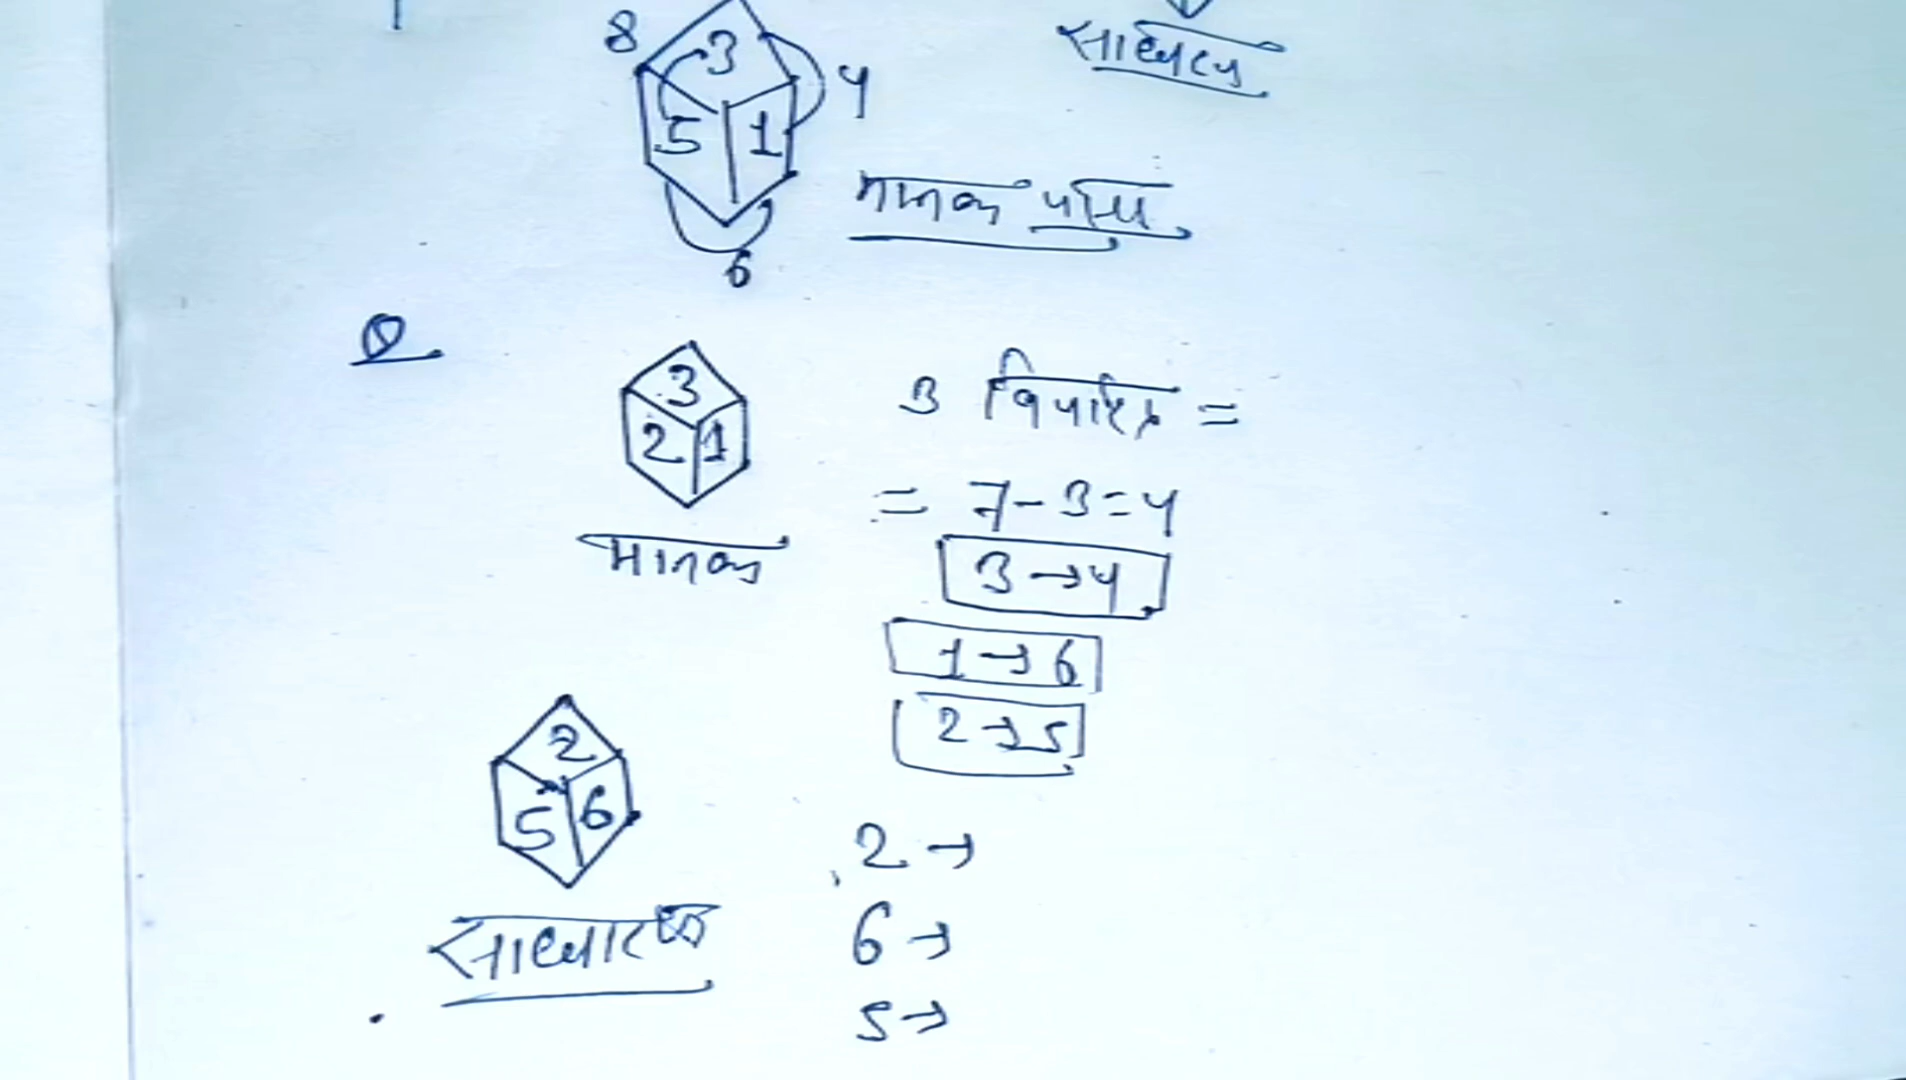 साधारण
8 3 4
5 1
मानक पासा
6
Q
3
2 1
3 विपरित =
= 7-3=4
मानक
3→4
1→6
2→5
2
5 6
2→
साधारण
6→
5→